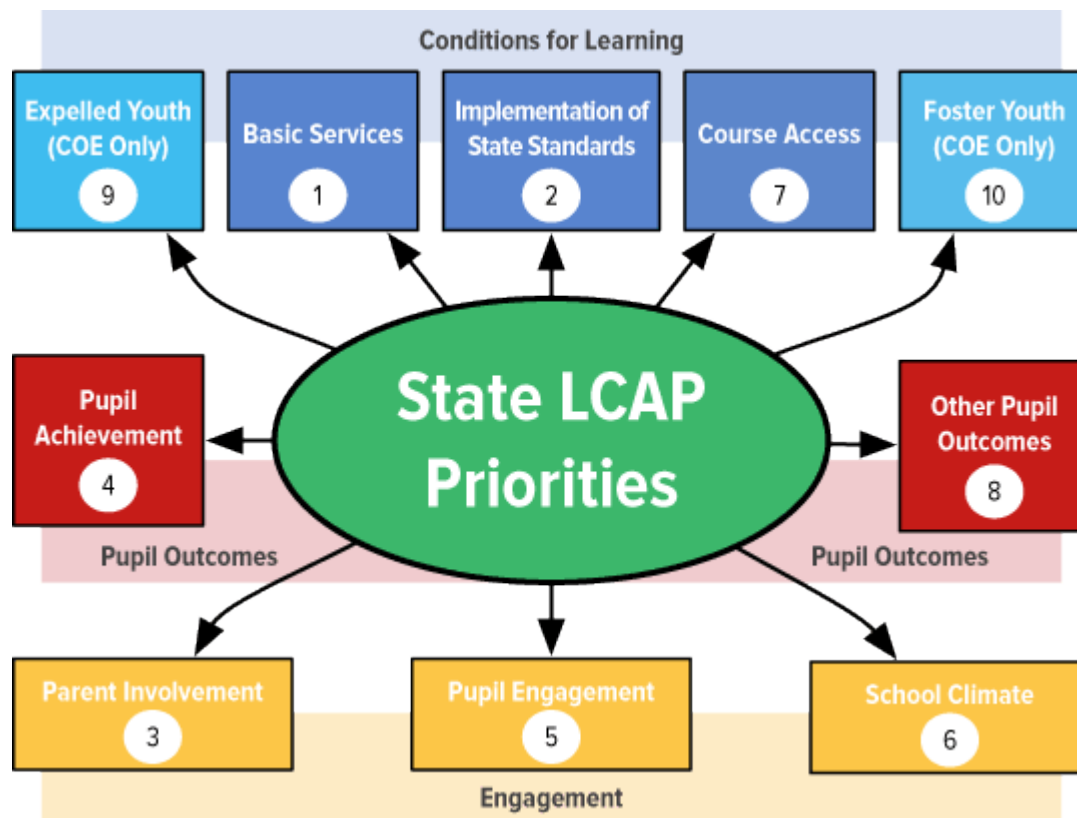 Conditions for Learning
Expelled Youth
(COE Only)
9
Basic Services
1
Implementation of
State Standards
2
Course Access
7
Foster Youth
(COE Only)
10
State LCAP
Priorities
Pupil
Achievement
4
Other Pupil
Outcomes
8
Pupil Outcomes
Pupil Outcomes
Parent Involvement
3
Pupil Engagement
5
School Climate
6
Engagement